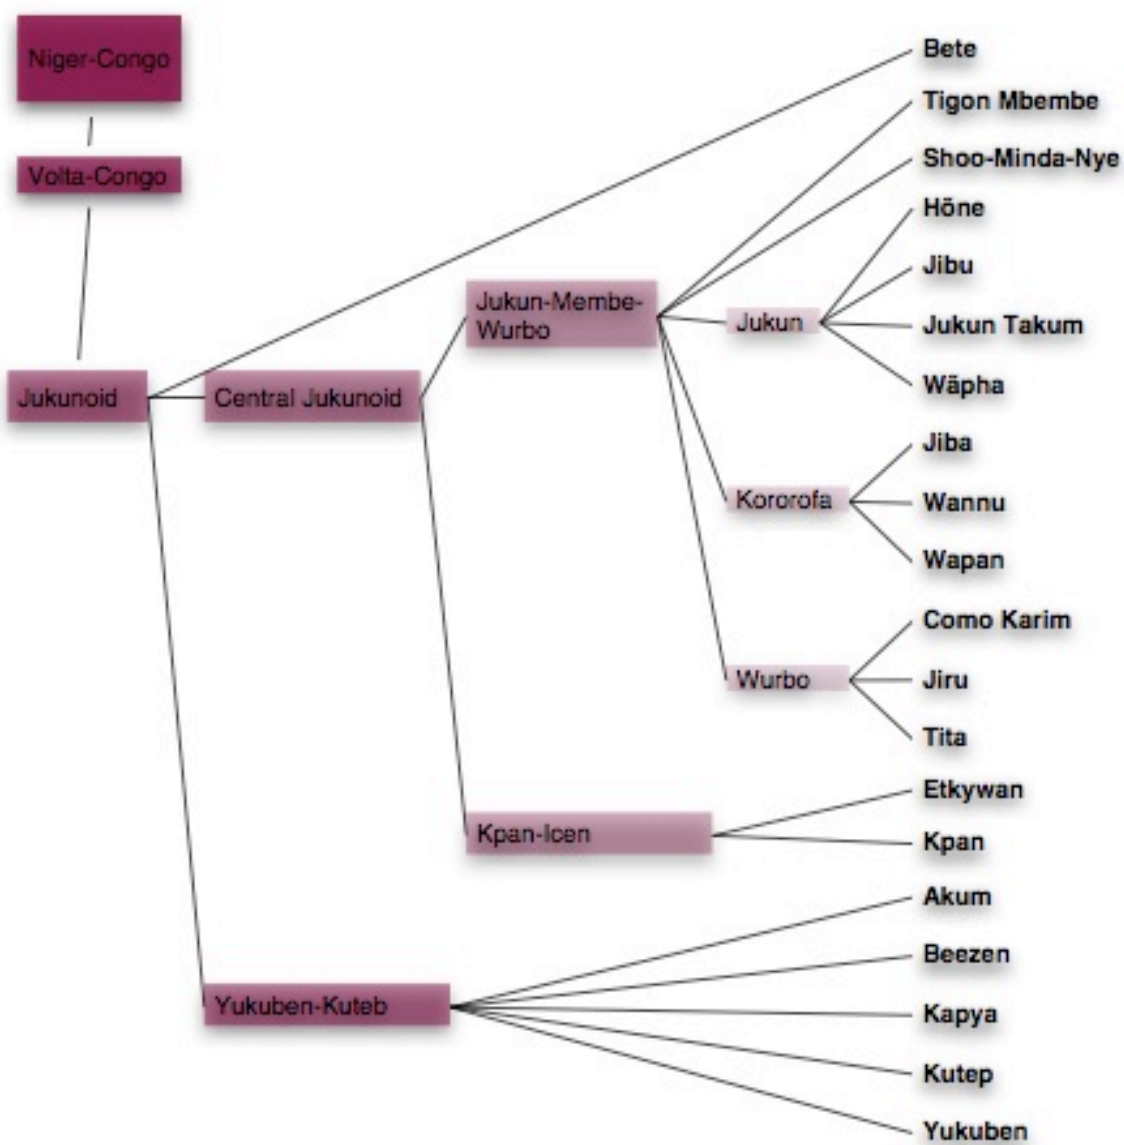 Niger-Congo
Volta-Congo
Jukunoid
Central Jukunoid
Jukun-Membe-
Wurbo
Jukun
Kororofa
Wurbo
Kpan-Icen
Yukuben-Kuteb
Bete
Tigon Mbembe
Shoo-Minda-Nye
Hõne
Jibu
Jukun Takum
Wãpha
Jiba
Wannu
Wapan
Como Karim
Jiru
Tita
Etkywan
Kpan
Akum
Beezen
Kapya
Kutep
Yukuben